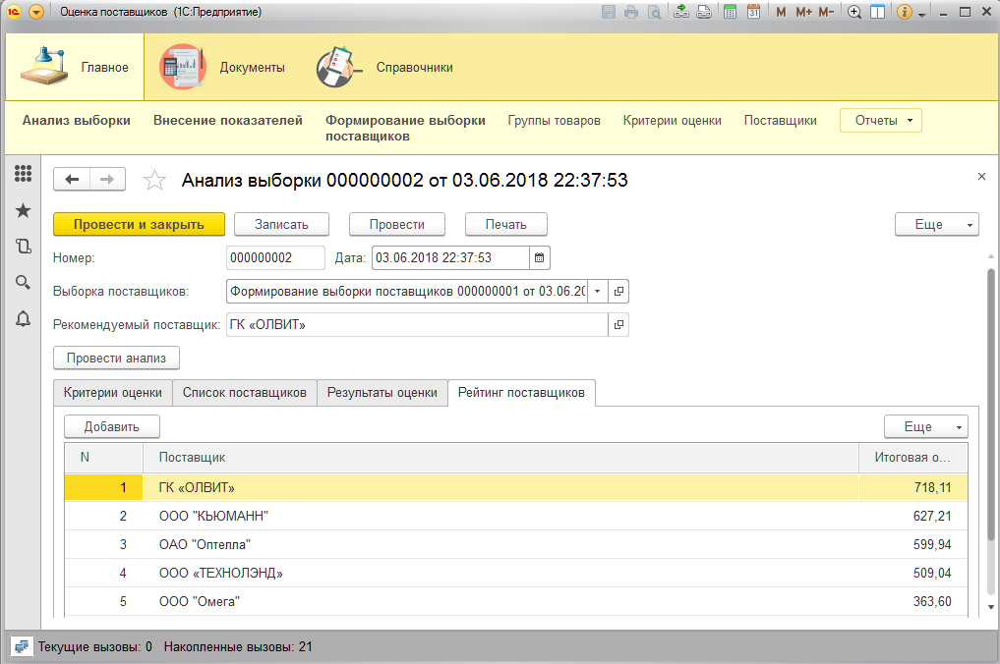 Оценка поставщиков (1С:Предприятие)
M M+ M-
Главное
Документы
Справочники
Анализ выборки
Внесение показателей
Формирование выборки
поставщиков
Группы товаров
Критерии оценки
Поставщики
Отчеты
Анализ выборки 000000002 от 03.06.2018 22:37:53
Провести и закрыть
Записать
Провести
Печать
Еще
Номер: 000000002 Дата: 03.06.2018 22:37:53
Выборка поставщиков: Формирование выборки поставщиков 000000001 от 03.06.20
Рекомендуемый поставщик: ГК «ОЛВИТ»
Провести анализ
Критерии оценки Список поставщиков Результаты оценки Рейтинг поставщиков
Добавить Еще
N Поставщик Итоговая о...
1 ГК «ОЛВИТ» 718,11
2 ООО "КЬЮМАНН" 627,21
3 ОАО "Оптелла" 599,94
4 ООО «ТЕХНОЛЭНД» 509,04
5 ООО "Омега" 363,60
Текущие вызовы: 0 Накопленные вызовы: 21